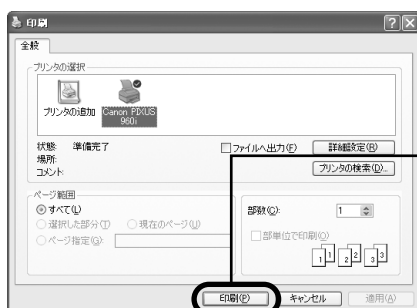 印刷
全般
プリンタの選択
プリンタの追加
Canon PIXUS
960i
状態: 準備完了
場所:
コメント:
ファイルへ出力(F)
詳細設定(R)
プリンタの検索(D)...
ページ範囲
すべて(L)
選択した部分(T)
現在のページ(U)
ページ指定(G):
部数(C): 1
部単位で印刷(O)
1 1 2 2 3 3
印刷(P)
キャンセル
適用(A)